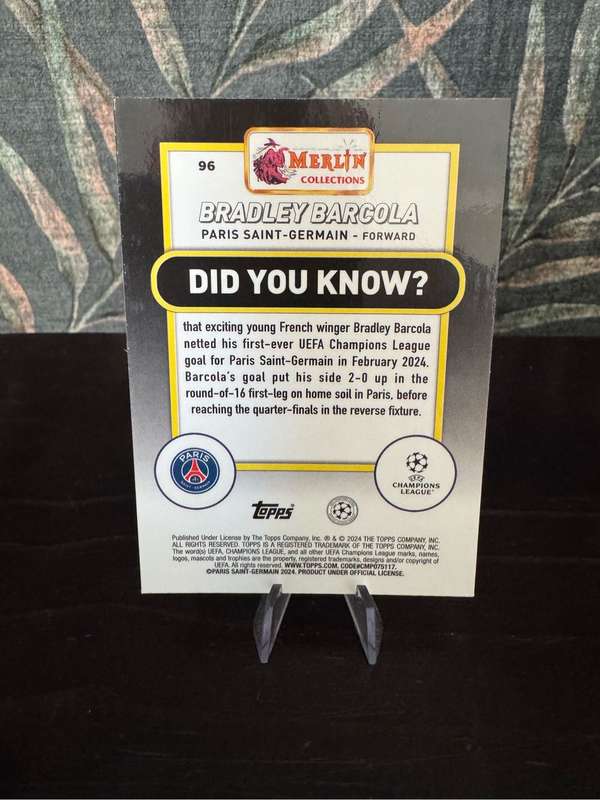 96
MERLIN
COLLECTIONS
BRADLEY BARCOLA
PARIS SAINT-GERMAIN - FORWARD
DID YOU KNOW?
that exciting young French winger Bradley Barcola
netted his first-ever UEFA Champions League
goal for Paris Saint-Germain in February 2024.
Barcola's goal put his side 2-0 up in the
round-of-16 first-leg on home soil in Paris, before
reaching the quarter-finals in the reverse fixture.
PARIS
SAINT-GERMAIN
UEFA
CHAMPIONS
LEAGUE
Topps
Published Under License by The Topps Company, Inc. ® & © 2024 THE TOPPS COMPANY, INC.
ALL RIGHTS RESERVED. TOPPS IS A REGISTERED TRADEMARK OF THE TOPPS COMPANY, INC.
The word(s) UEFA, CHAMPIONS LEAGUE, and all other UEFA Champions League marks, names,
logos, mascots and trophies are the property, registered trademarks, designs and/or copyright of
UEFA. All rights reserved. WWW.TOPPS.COM. CODE#CMP075117.
©PARIS SAINT-GERMAIN 2024. PRODUCT UNDER OFFICIAL LICENSE.